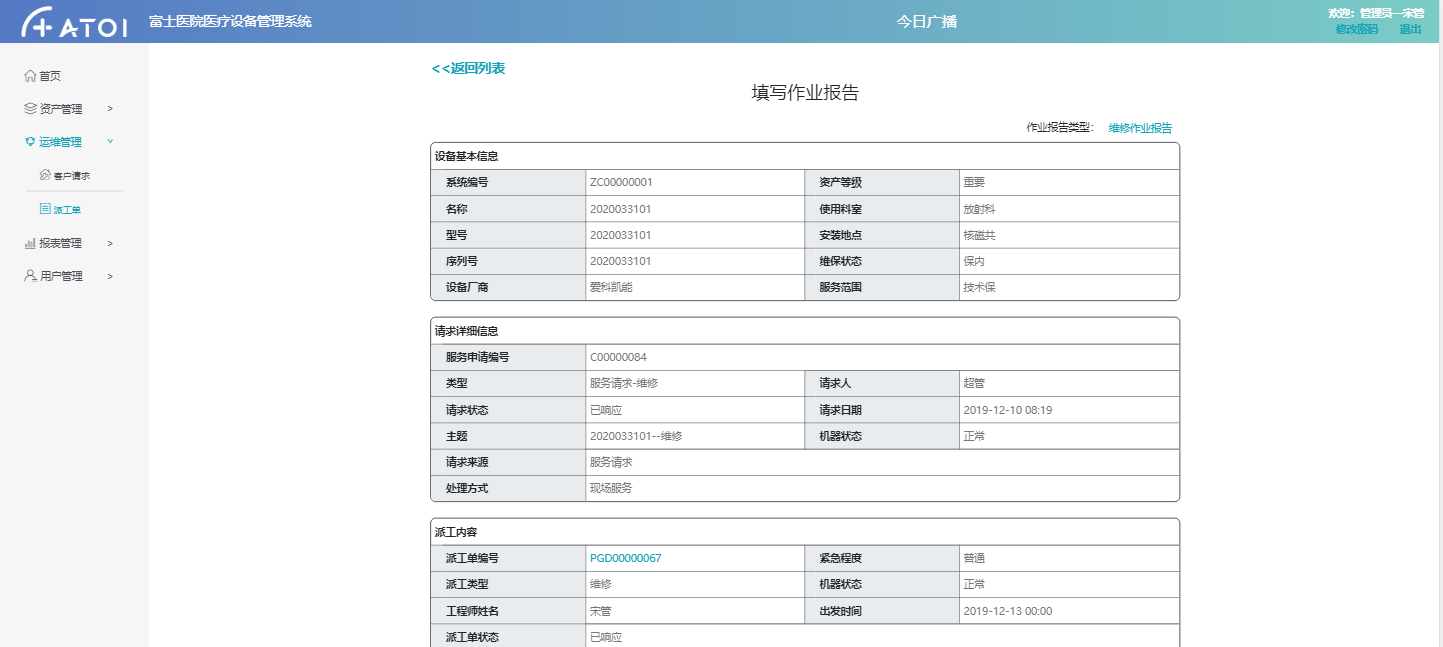 ATOI 富士医院医疗设备管理系统 今日广播 欢迎: 管理员--宋管
修改密码 退出
首页
资产管理 >
运维管理 ˅
客户请求
派工单
报表管理 >
用户管理 >
<<返回列表
填写作业报告
作业报告类型: 维修作业报告
设备基本信息
系统编号 ZC00000001 资产等级 重要
名称 2020033101 使用科室 放射科
型号 2020033101 安装地点 核磁共
序列号 2020033101 维保状态 保内
设备厂商 爱科凯能 服务范围 技术保
请求详细信息
服务申请编号 C00000084
类型 服务请求-维修 请求人 超管
请求状态 已响应 请求日期 2019-12-10 08:19
主题 2020033101--维修 机器状态 正常
请求来源 服务请求
处理方式 现场服务
派工内容
派工单编号 PGD00000067 紧急程度 普通
派工类型 维修 机器状态 正常
工程师姓名 宋管 出发时间 2019-12-13 00:00
派工单状态 已响应